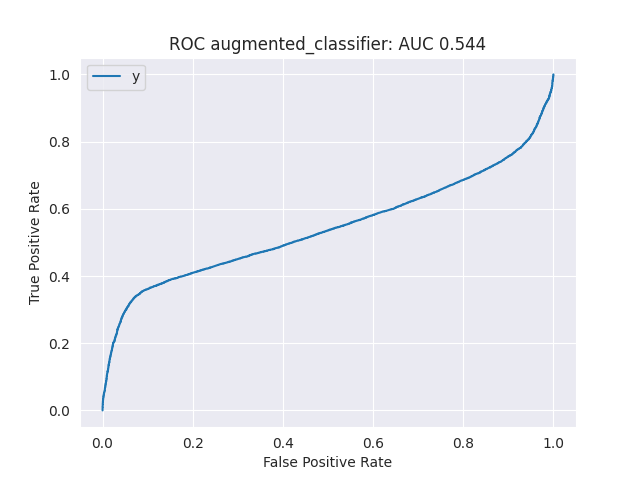 ROC augmented_classifier: AUC 0.544
y
True Positive Rate
1.0
0.8
0.6
0.4
0.2
0.0
0.0 0.2 0.4 0.6 0.8 1.0
False Positive Rate